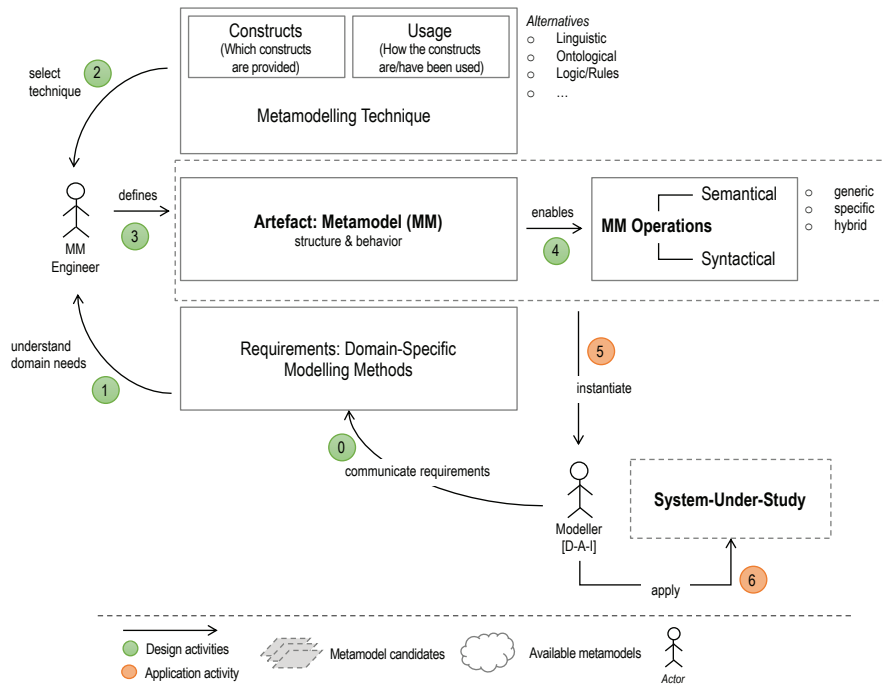 Constructs
(Which constructs
are provided)
Usage
(How the constructs
are/have been used)
Metamodelling Technique
Alternatives
○ Linguistic
○ Ontological
○ Logic/Rules
○ …
select
technique
2
MM
Engineer
defines
3
Artefact: Metamodel (MM)
structure & behavior
enables
4
MM Operations
Semantical
Syntactical
○ generic
○ specific
○ hybrid
understand
domain needs
1
Requirements: Domain-Specific
Modelling Methods
5
instantiate
0
communicate requirements
Modeller
[D-A-I]
System-Under-Study
apply
6
Design activities
Application activity
Metamodel candidates
Available metamodels
Actor